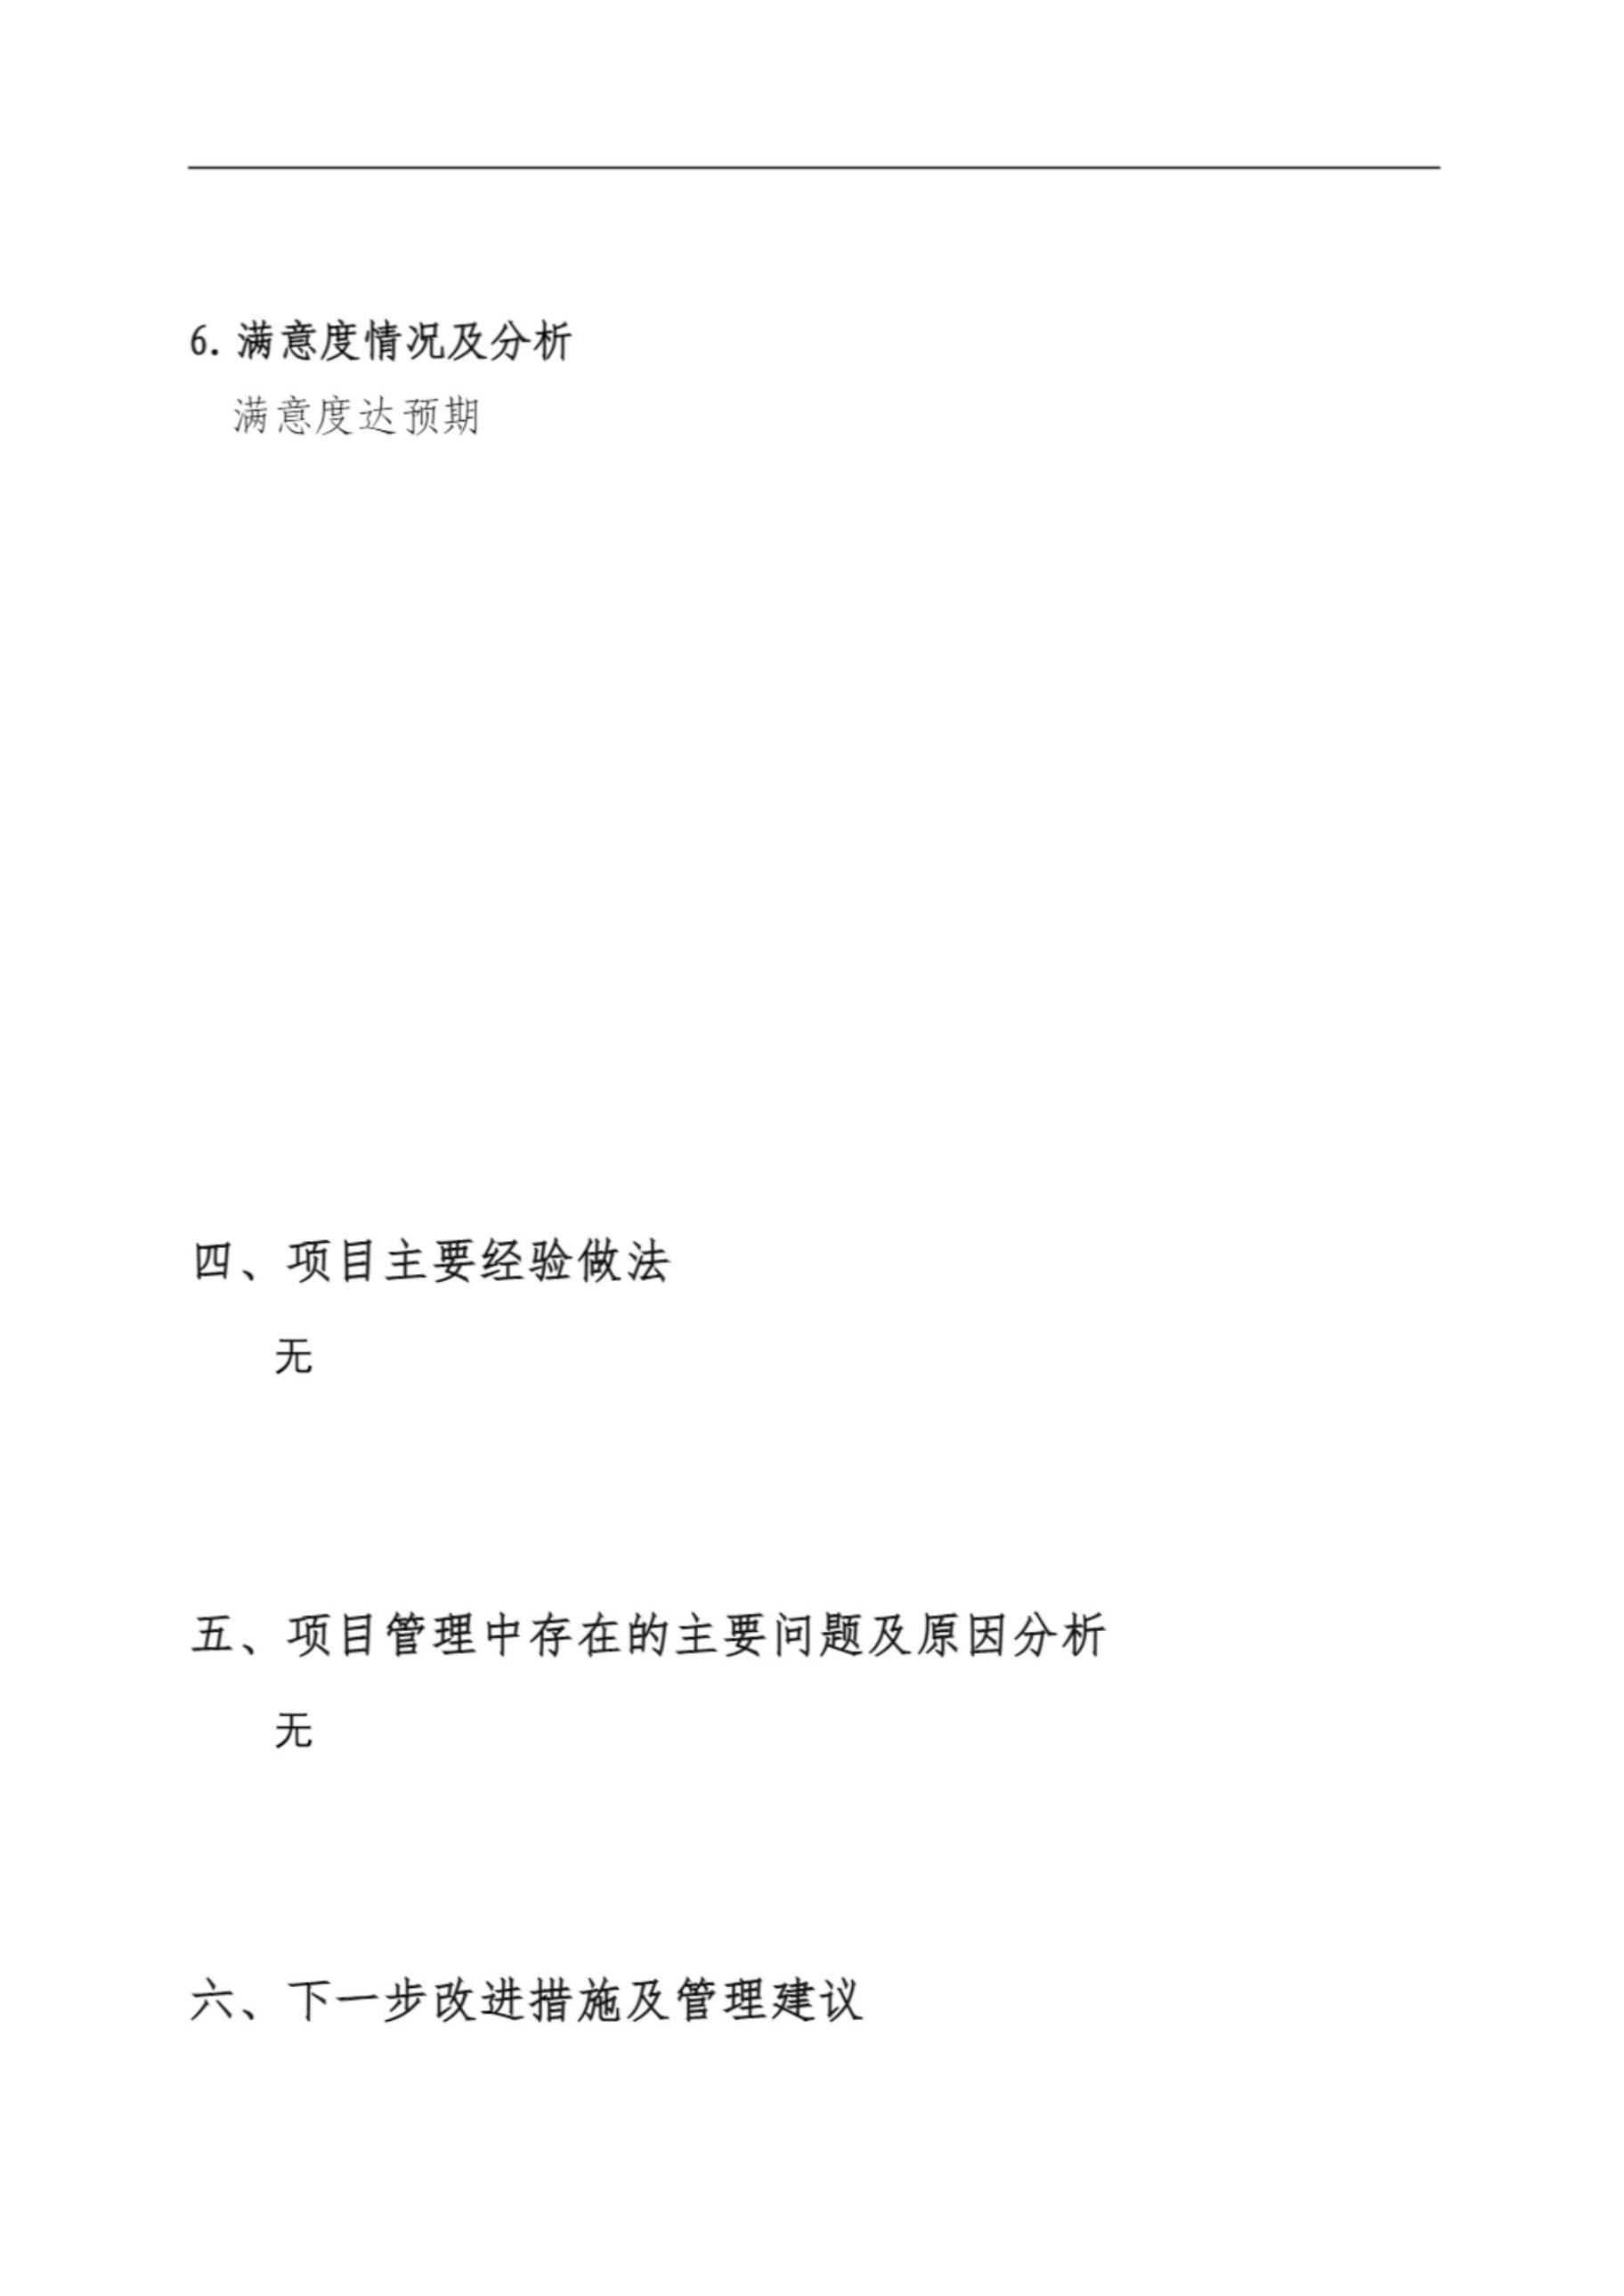 6. 满意度情况及分析
满意度达预期
四、项目主要经验做法
无
五、项目管理中存在的主要问题及原因分析
无
六、下一步改进措施及管理建议